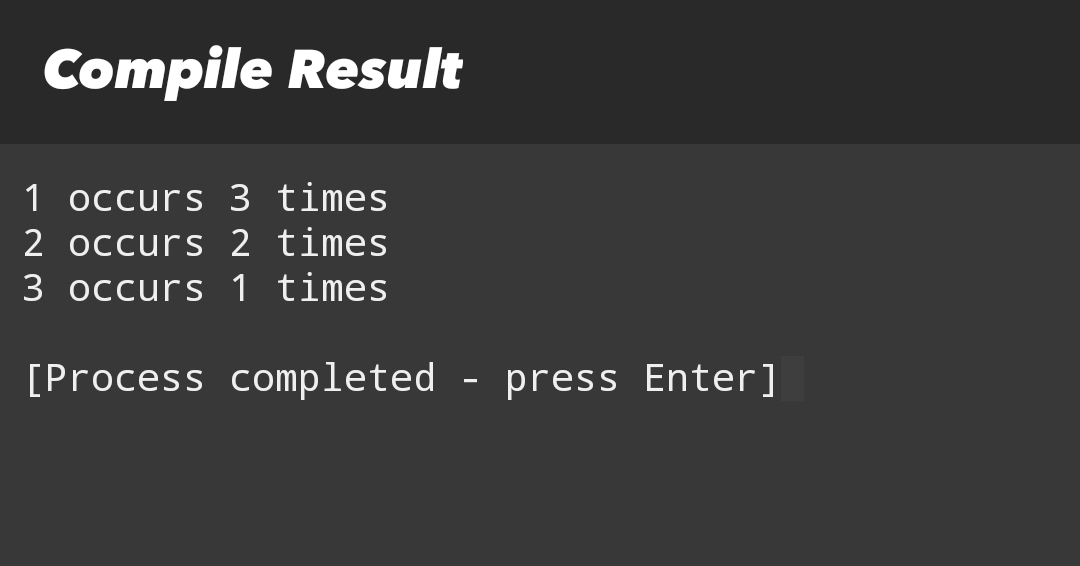 Compile Result
1 occurs 3 times
2 occurs 2 times
3 occurs 1 times
[Process completed - press Enter]